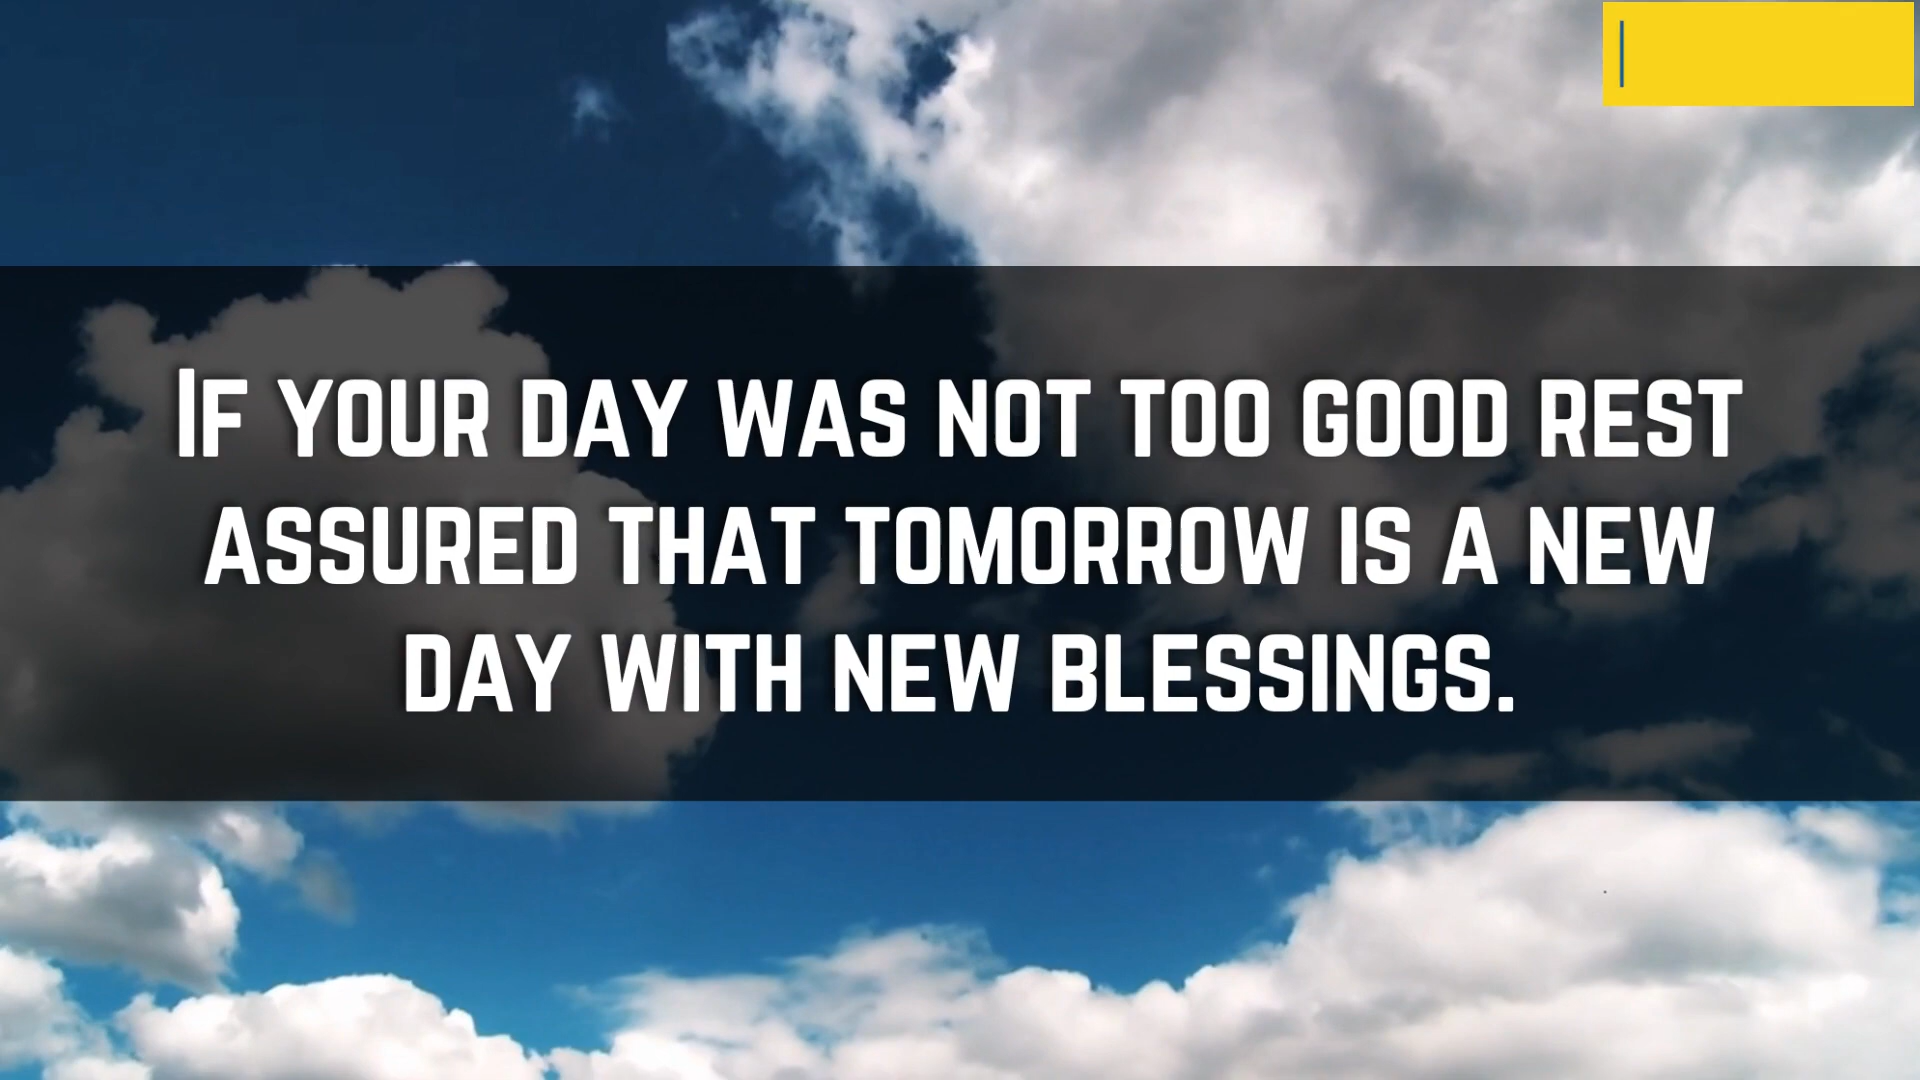 If your day was not too good rest
assured that tomorrow is a new
day with new blessings.